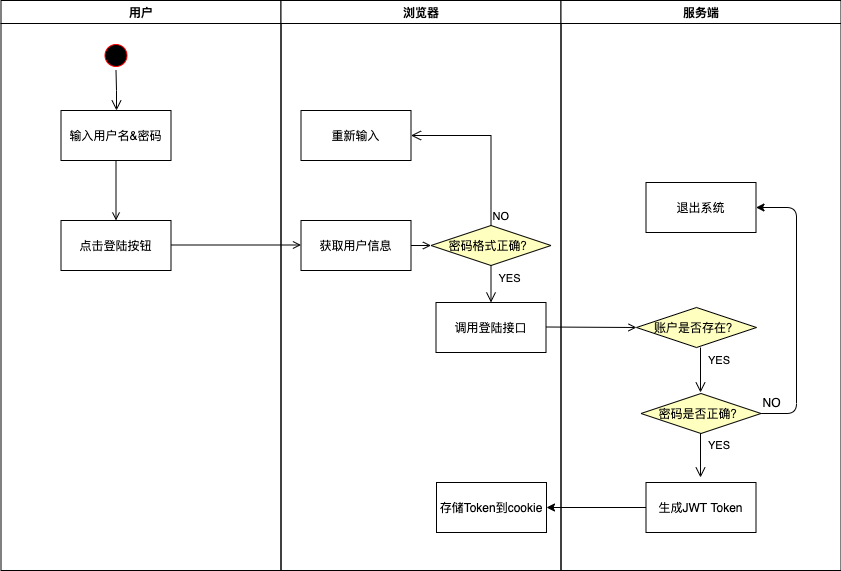 用户
浏览器
服务端
输入用户名&密码
重新输入
退出系统
NO
点击登陆按钮
获取用户信息
密码格式正确?
YES
调用登陆接口
账户是否存在?
YES
密码是否正确?
NO
YES
存储Token到cookie
生成JWT Token